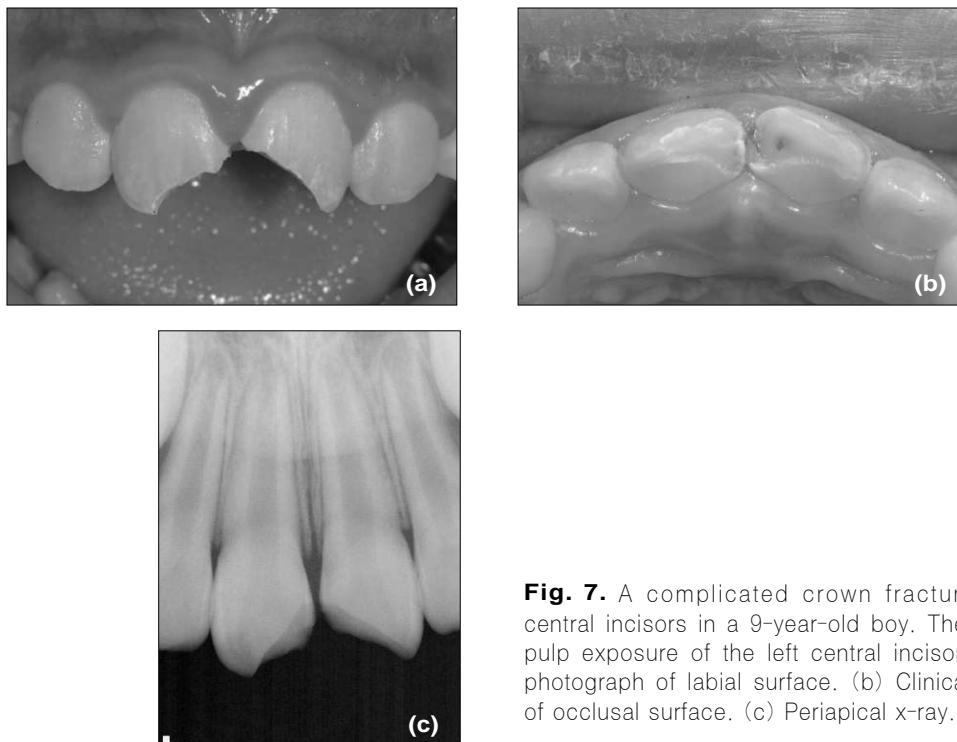 (a)
(b)
(c)
Fig. 7. A complicated crown fractur
central incisors in a 9-year-old boy. The
pulp exposure of the left central incisor
photograph of labial surface. (b) Clinica
of occlusal surface. (c) Periapical x-ray.